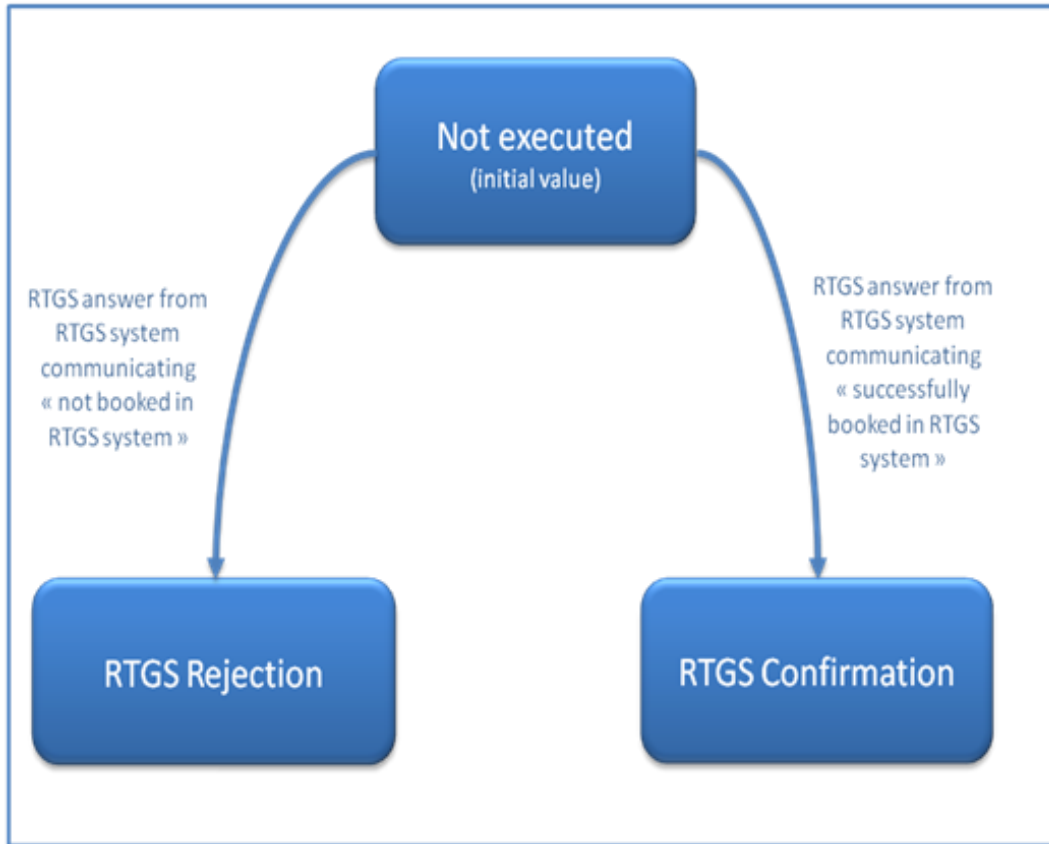 Not executed
(initial value)
RTGS answer from
RTGS system
communicating
« not booked in
RTGS system »
RTGS answer from
RTGS system
communicating
« successfully
booked in RTGS
system »
RTGS Rejection
RTGS Confirmation